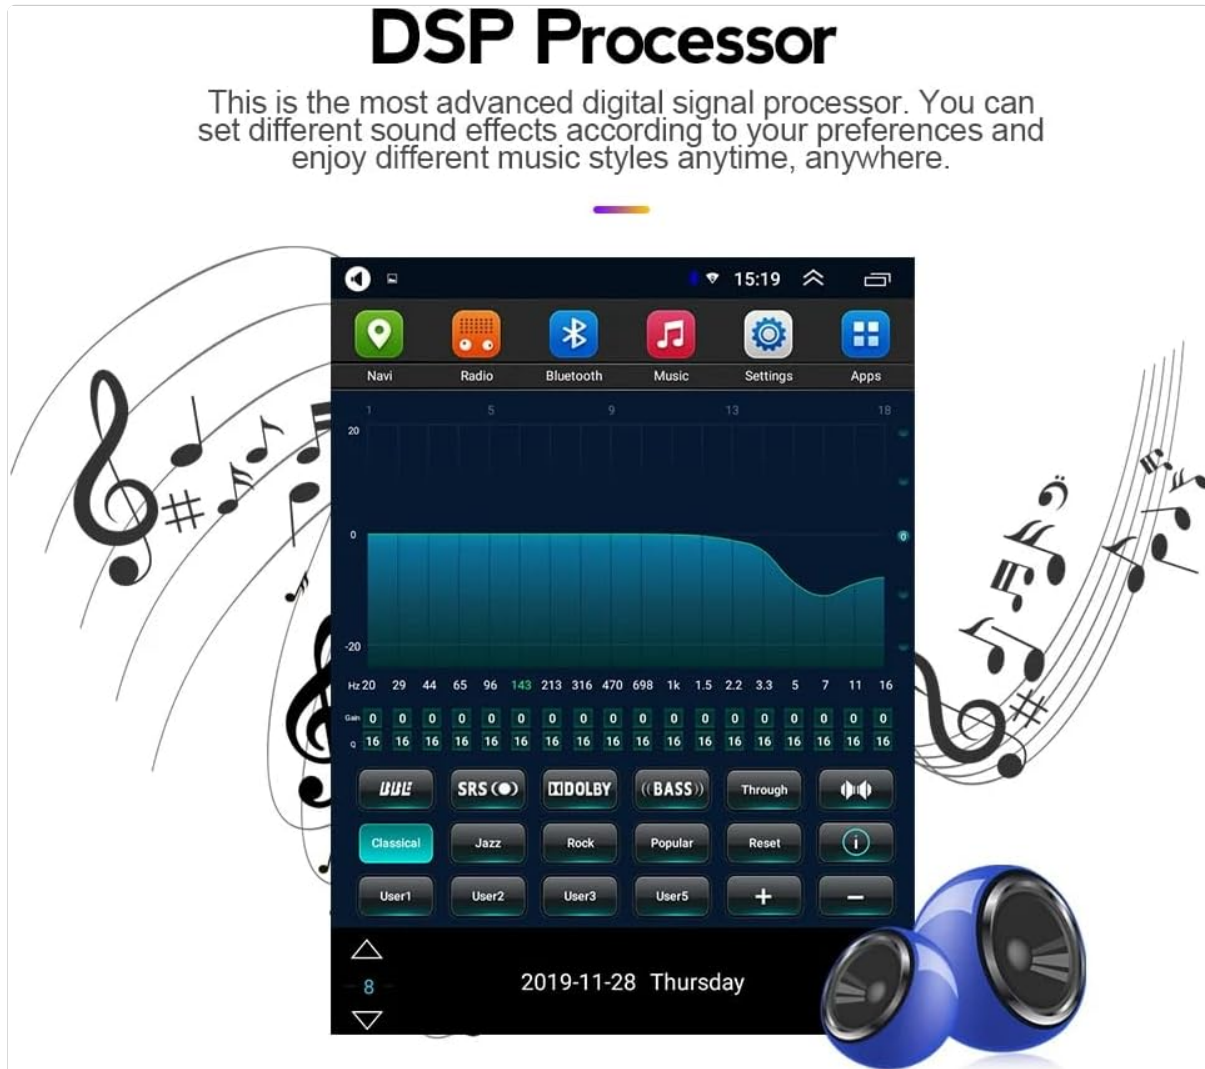 DSP Processor
This is the most advanced digital signal processor. You can
set different sound effects according to your preferences and
enjoy different music styles anytime, anywhere.
15:19
Navi Radio Bluetooth Music Settings Apps
1 5 9 13 18
20
0 0
-20
Hz 20 29 44 65 96 143 213 316 470 698 1k 1.5 2.2 3.3 5 7 11 16
Gain 0 0 0 0 0 0 0 0 0 0 0 0 0 0 0 0 0 0
Q 16 16 16 16 16 16 16 16 16 16 16 16 16 16 16 16 16 16
BBE SRS DOLBY BASS Through
Classical Jazz Rock Popular Reset i
User1 User2 User3 User5 + −
8
2019-11-28 Thursday